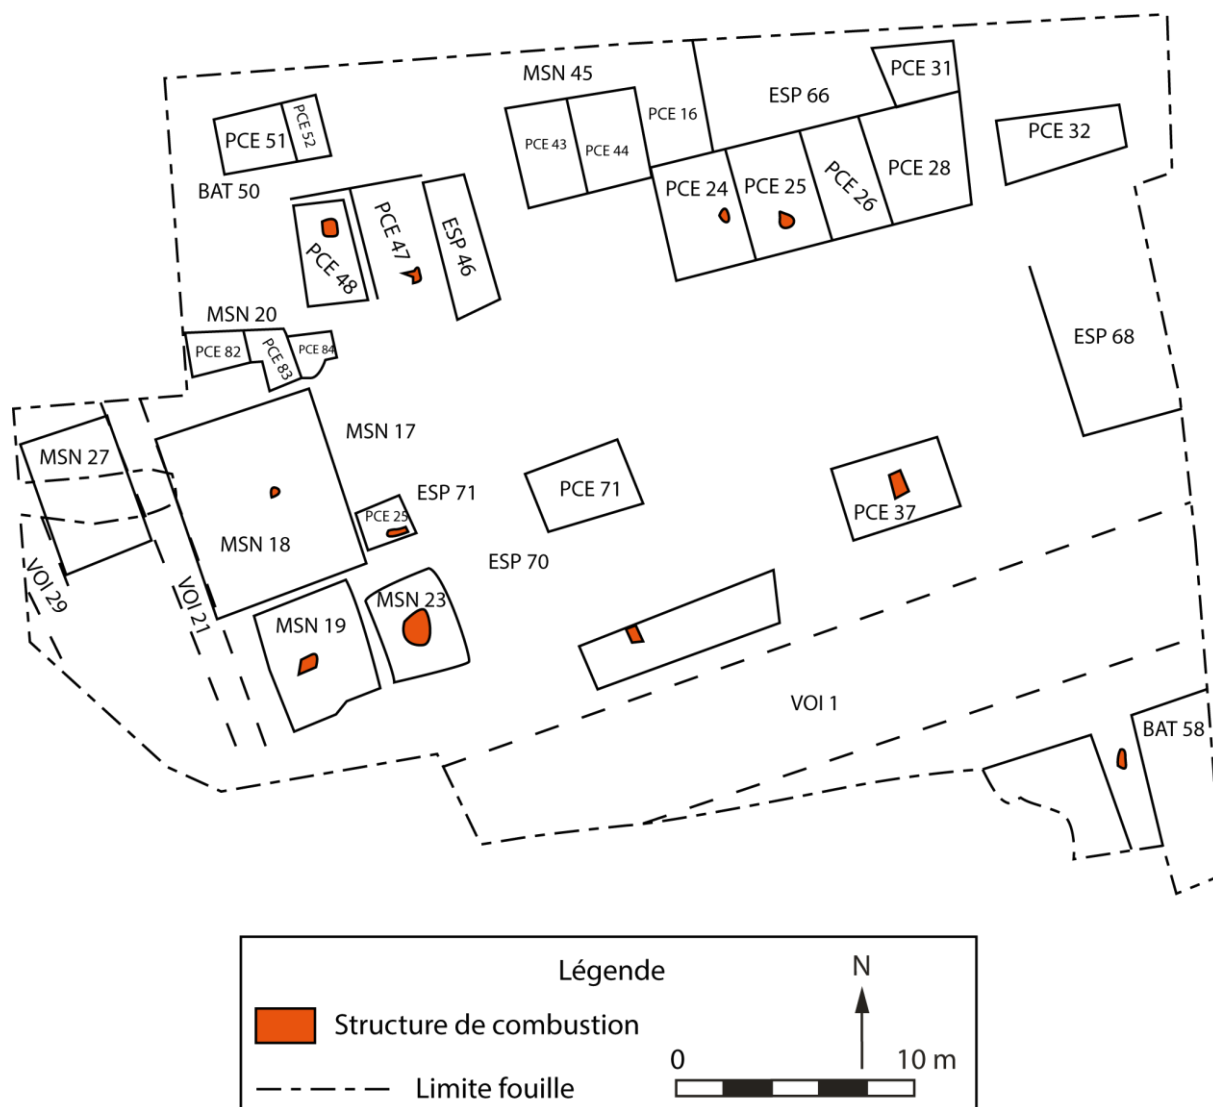 MSN 45
PCE 31
ESP 66
PCE 16
PCE 32
PCE 51
PCE 52
PCE 43
PCE 44
BAT 50
PCE 24
PCE 25
PCE 26
PCE 28
PCE 48
PCE 47
ESP 46
MSN 20
PCE 82
PCE 83
PCE 84
ESP 68
MSN 17
MSN 27
ESP 71
PCE 71
PCE 25
PCE 37
MSN 18
ESP 70
VOI 29
VOI 21
MSN 19
MSN 23
VOI 1
BAT 58
Légende
N
Structure de combustion
0 10 m
Limite fouille